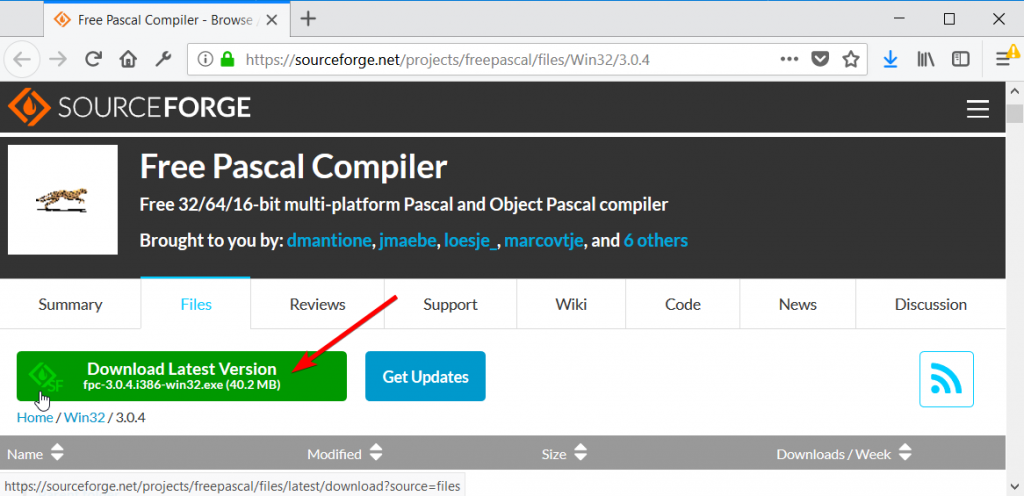 Free Pascal Compiler - Browse
https://sourceforge.net/projects/freepascal/files/Win32/3.0.4
SOURCEFORGE
Free Pascal Compiler
Free 32/64/16-bit multi-platform Pascal and Object Pascal compiler
Brought to you by: dmantione, jmaebe, loesje_, marcovtje, and 6 others
Summary Files Reviews Support Wiki Code News Discussion
Download Latest Version
fpc-3.0.4.i386-win32.exe (40.2 MB)
SF
Get Updates
Home / Win32 / 3.0.4
Name Modified Size Downloads / Week
https://sourceforge.net/projects/freepascal/files/latest/download?source=files